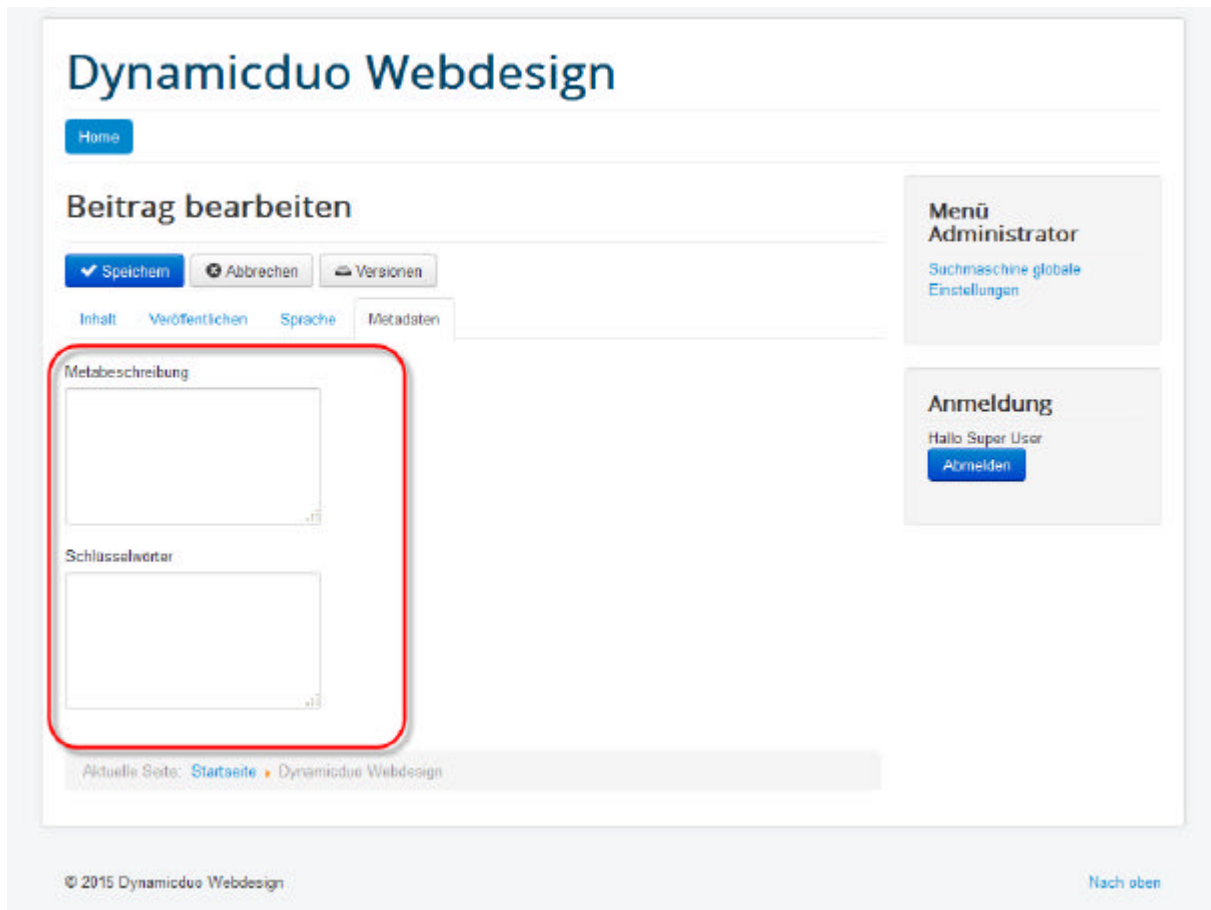 Dynamicduo Webdesign
Home
Beitrag bearbeiten
Speichern Abbrechen Versionen
Inhalt Veröffentlichen Sprache Metadaten
Metabeschreibung
Schlüsselwörter
Aktuelle Seite: Startseite Dynamicduo Webdesign
Menü
Administrator
Suchmaschine globale
Einstellungen
Anmeldung
Hallo Super User
Abmelden
© 2015 Dynamicduo Webdesign
Nach oben